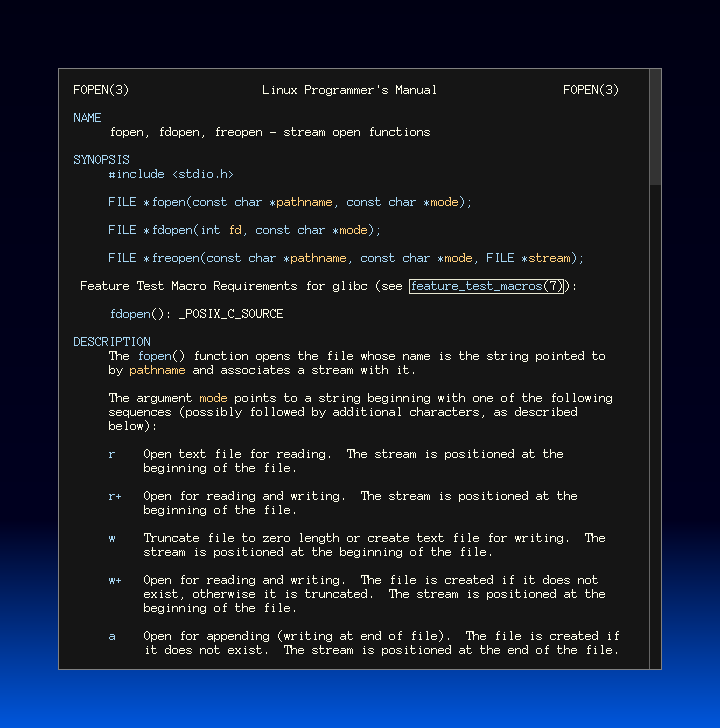 FOPEN(3) Linux Programmer's Manual FOPEN(3)
NAME
fopen, fdopen, freopen - stream open functions
SYNOPSIS
#include <stdio.h>
FILE *fopen(const char *pathname, const char *mode);
FILE *fdopen(int fd, const char *mode);
FILE *freopen(const char *pathname, const char *mode, FILE *stream);
Feature Test Macro Requirements for glibc (see feature_test_macros(7)):
fdopen(): _POSIX_C_SOURCE
DESCRIPTION
The fopen() function opens the file whose name is the string pointed to
by pathname and associates a stream with it.
The argument mode points to a string beginning with one of the following
sequences (possibly followed by additional characters, as described
below):
r Open text file for reading. The stream is positioned at the
beginning of the file.
r+ Open for reading and writing. The stream is positioned at the
beginning of the file.
w Truncate file to zero length or create text file for writing. The
stream is positioned at the beginning of the file.
w+ Open for reading and writing. The file is created if it does not
exist, otherwise it is truncated. The stream is positioned at the
beginning of the file.
a Open for appending (writing at end of file). The file is created if
it does not exist. The stream is positioned at the end of the file.